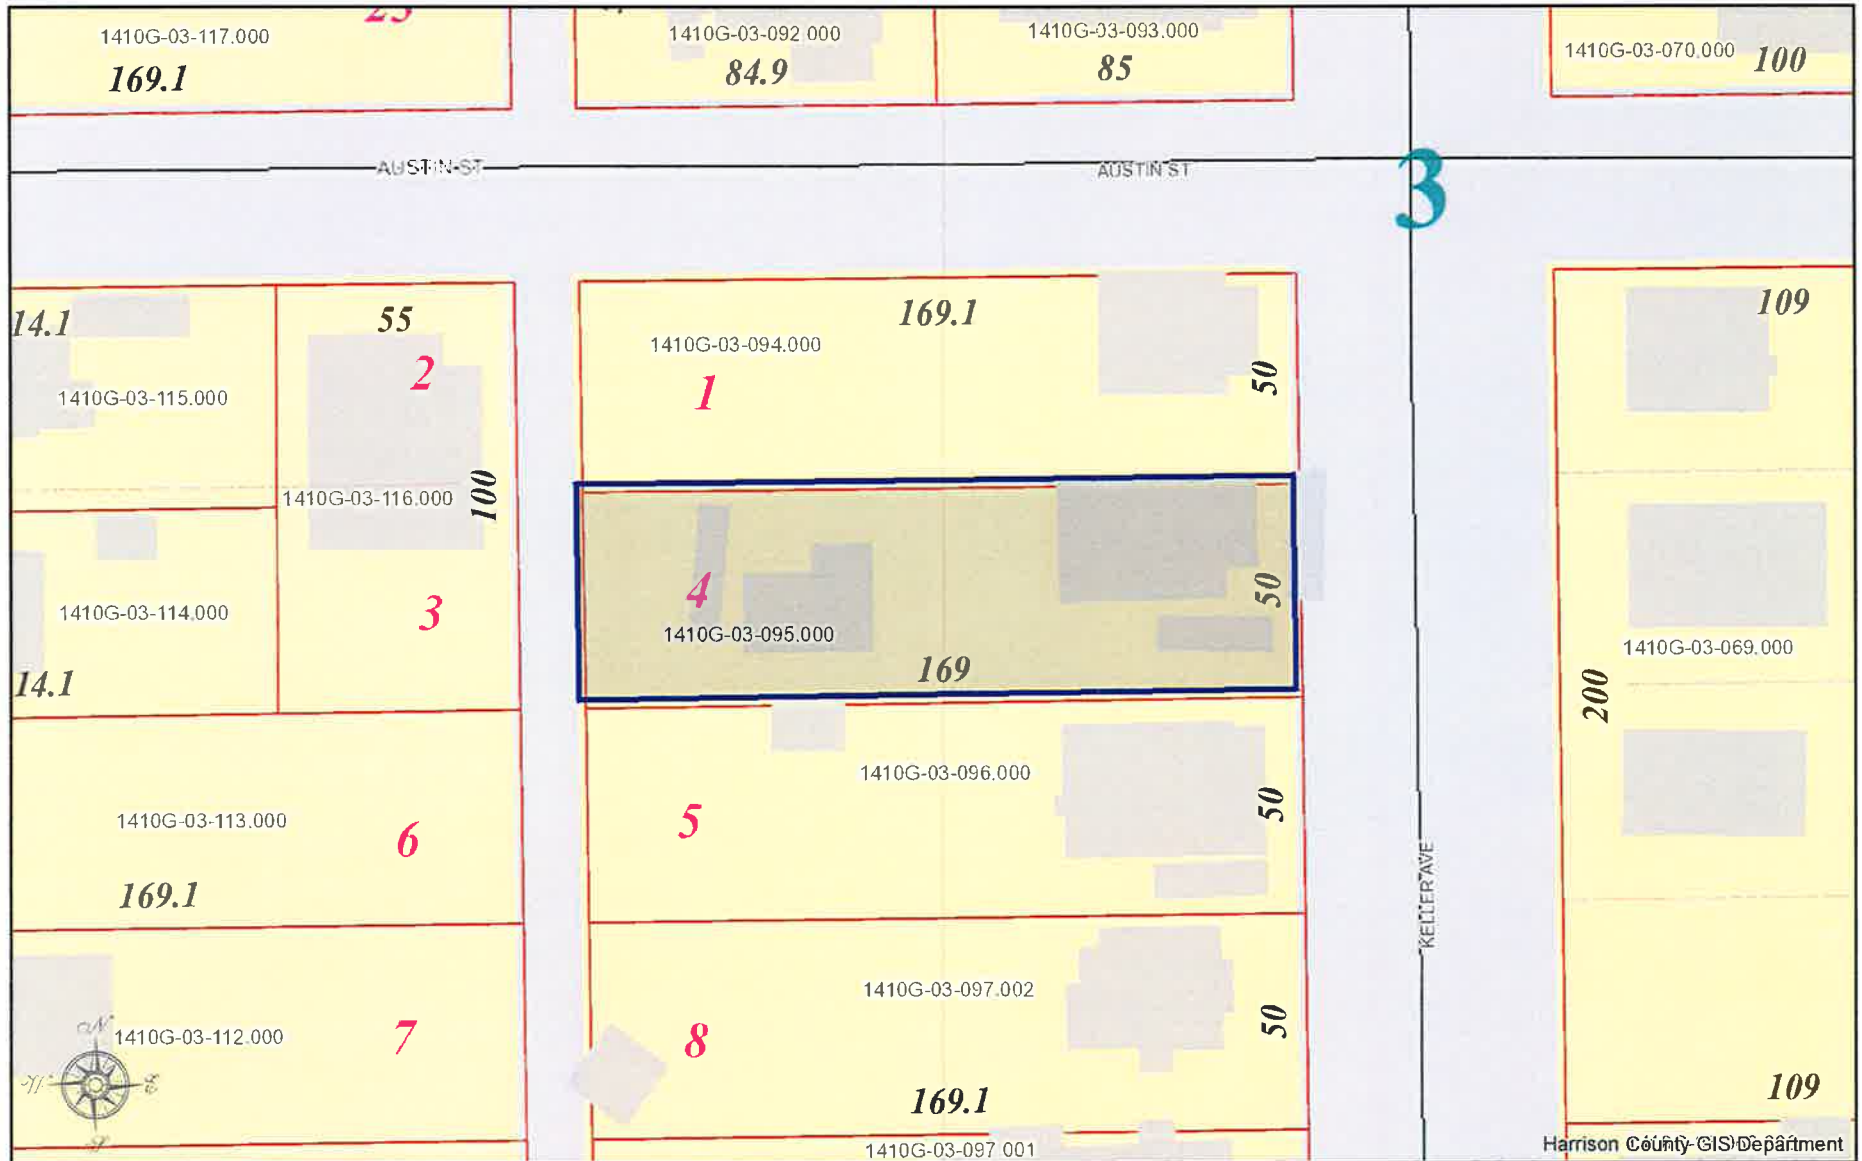 23
1410G-03-117.000
169.1
1410G-03-092.000
84.9
1410G-03-093.000
85
1410G-03-070.000
100
AUSTIN ST
AUSTIN ST
3
14.1
55
2
1410G-03-115.000
1410G-03-116.000
100
1410G-03-114.000
3
14.1
169.1
1410G-03-094.000
1
50
4
50
1410G-03-095.000
169
109
1410G-03-069.000
200
1410G-03-113.000
6
169.1
1410G-03-096.000
5
50
KELLER AVE
1410G-03-112.000
7
N
E
S
1410G-03-097.002
8
50
169.1
109
1410G-03-097.001
Harrison County GIS Department